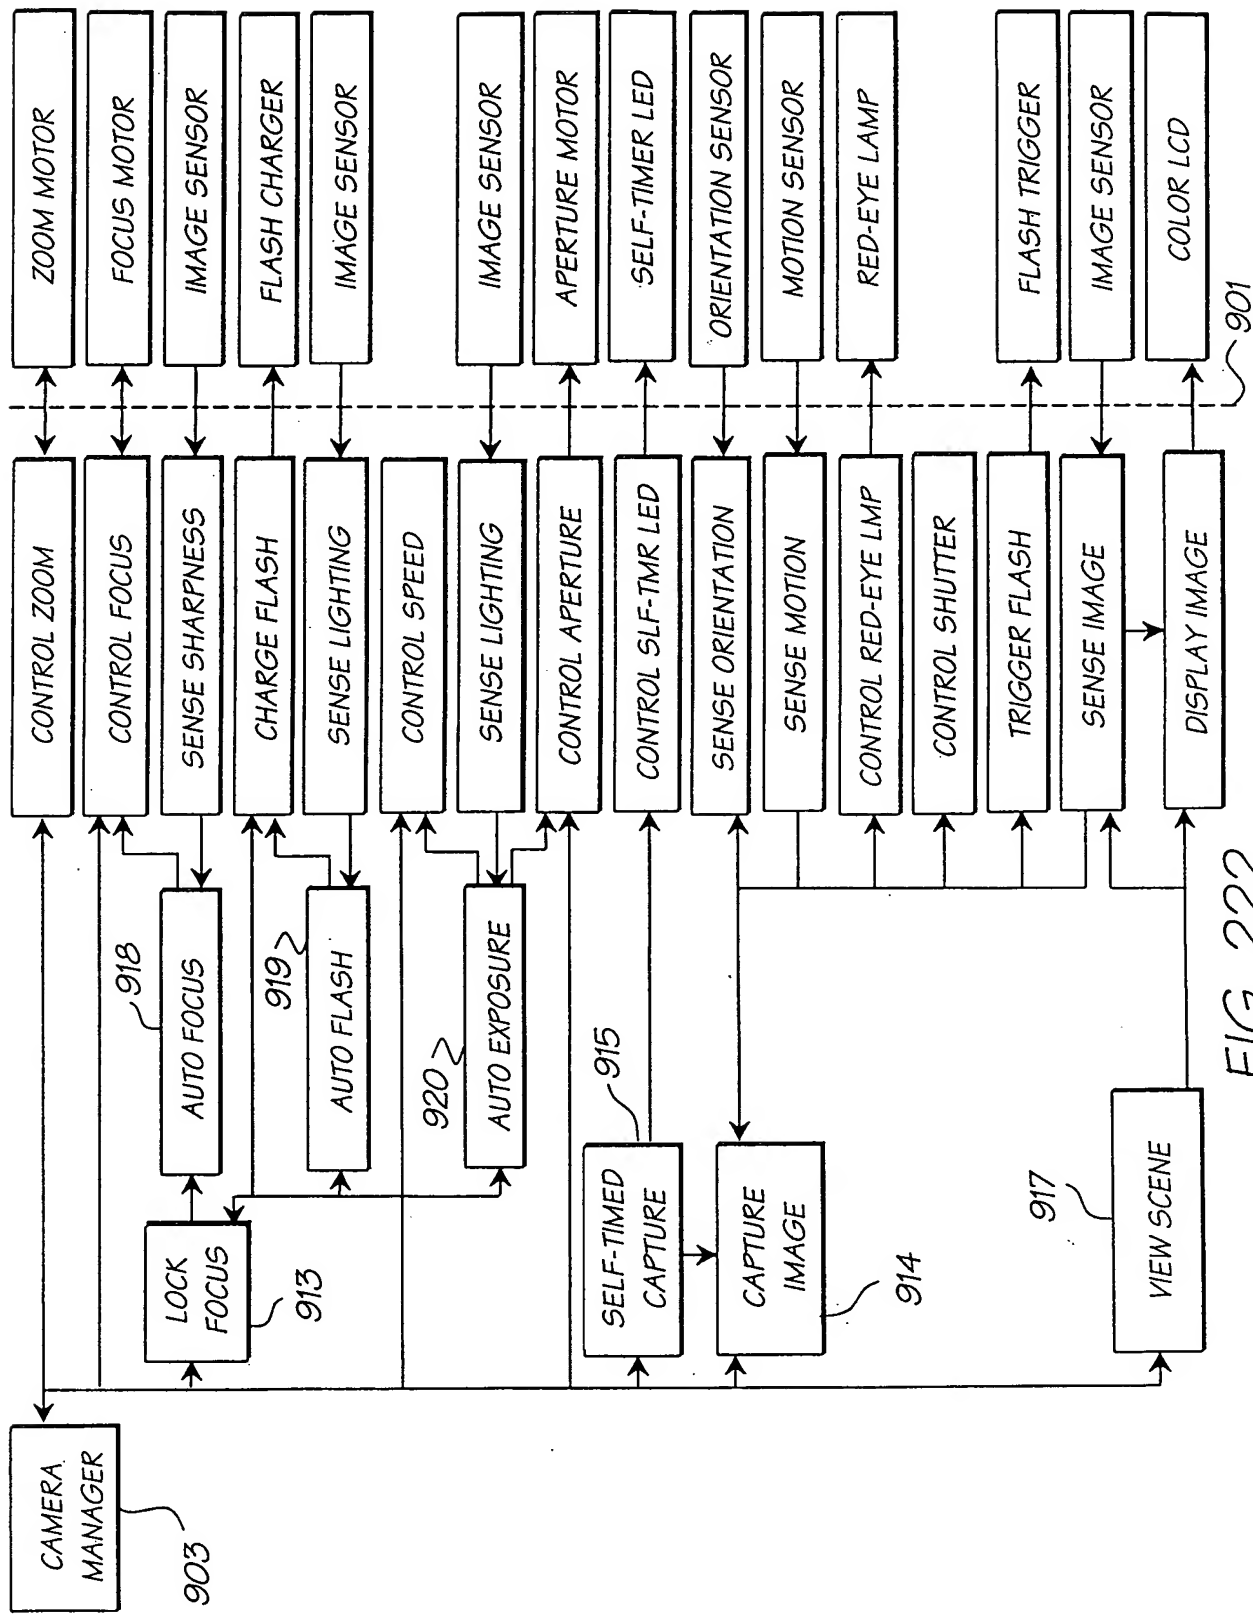 CAMERA
MANAGER
903
LOCK
FOCUS
913
SELF-TIMED
CAPTURE
915
CAPTURE
IMAGE
914
VIEW SCENE
917
AUTO FOCUS
918
AUTO FLASH
919
AUTO EXPOSURE
920
CONTROL ZOOM
CONTROL FOCUS
SENSE SHARPNESS
CHARGE FLASH
SENSE LIGHTING
CONTROL SPEED
SENSE LIGHTING
CONTROL APERTURE
CONTROL SLF-TMR LED
SENSE ORIENTATION
SENSE MOTION
CONTROL RED-EYE LMP
CONTROL SHUTTER
TRIGGER FLASH
SENSE IMAGE
DISPLAY IMAGE
ZOOM MOTOR
FOCUS MOTOR
IMAGE SENSOR
FLASH CHARGER
IMAGE SENSOR
IMAGE SENSOR
APERTURE MOTOR
SELF-TIMER LED
ORIENTATION SENSOR
MOTION SENSOR
RED-EYE LAMP
FLASH TRIGGER
IMAGE SENSOR
COLOR LCD
901
FIG. 222